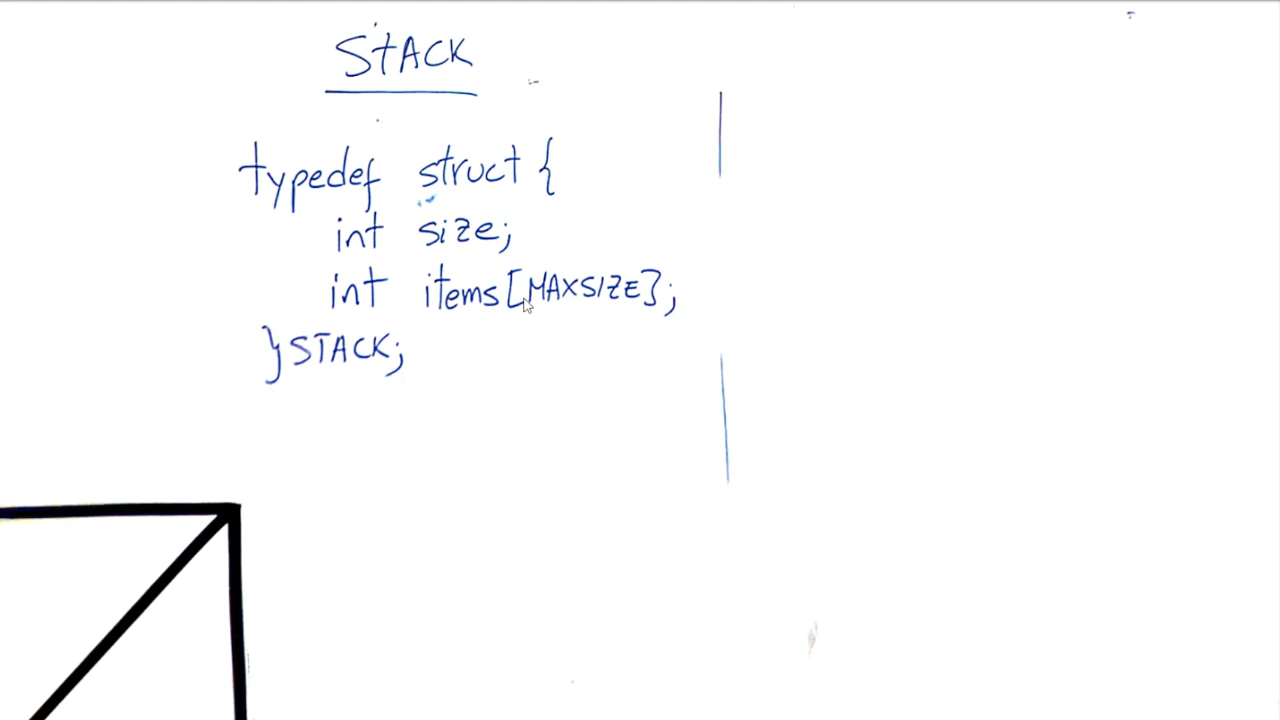 STACK
typedef struct {
int size;
int items[MAXSIZE];
} STACK;